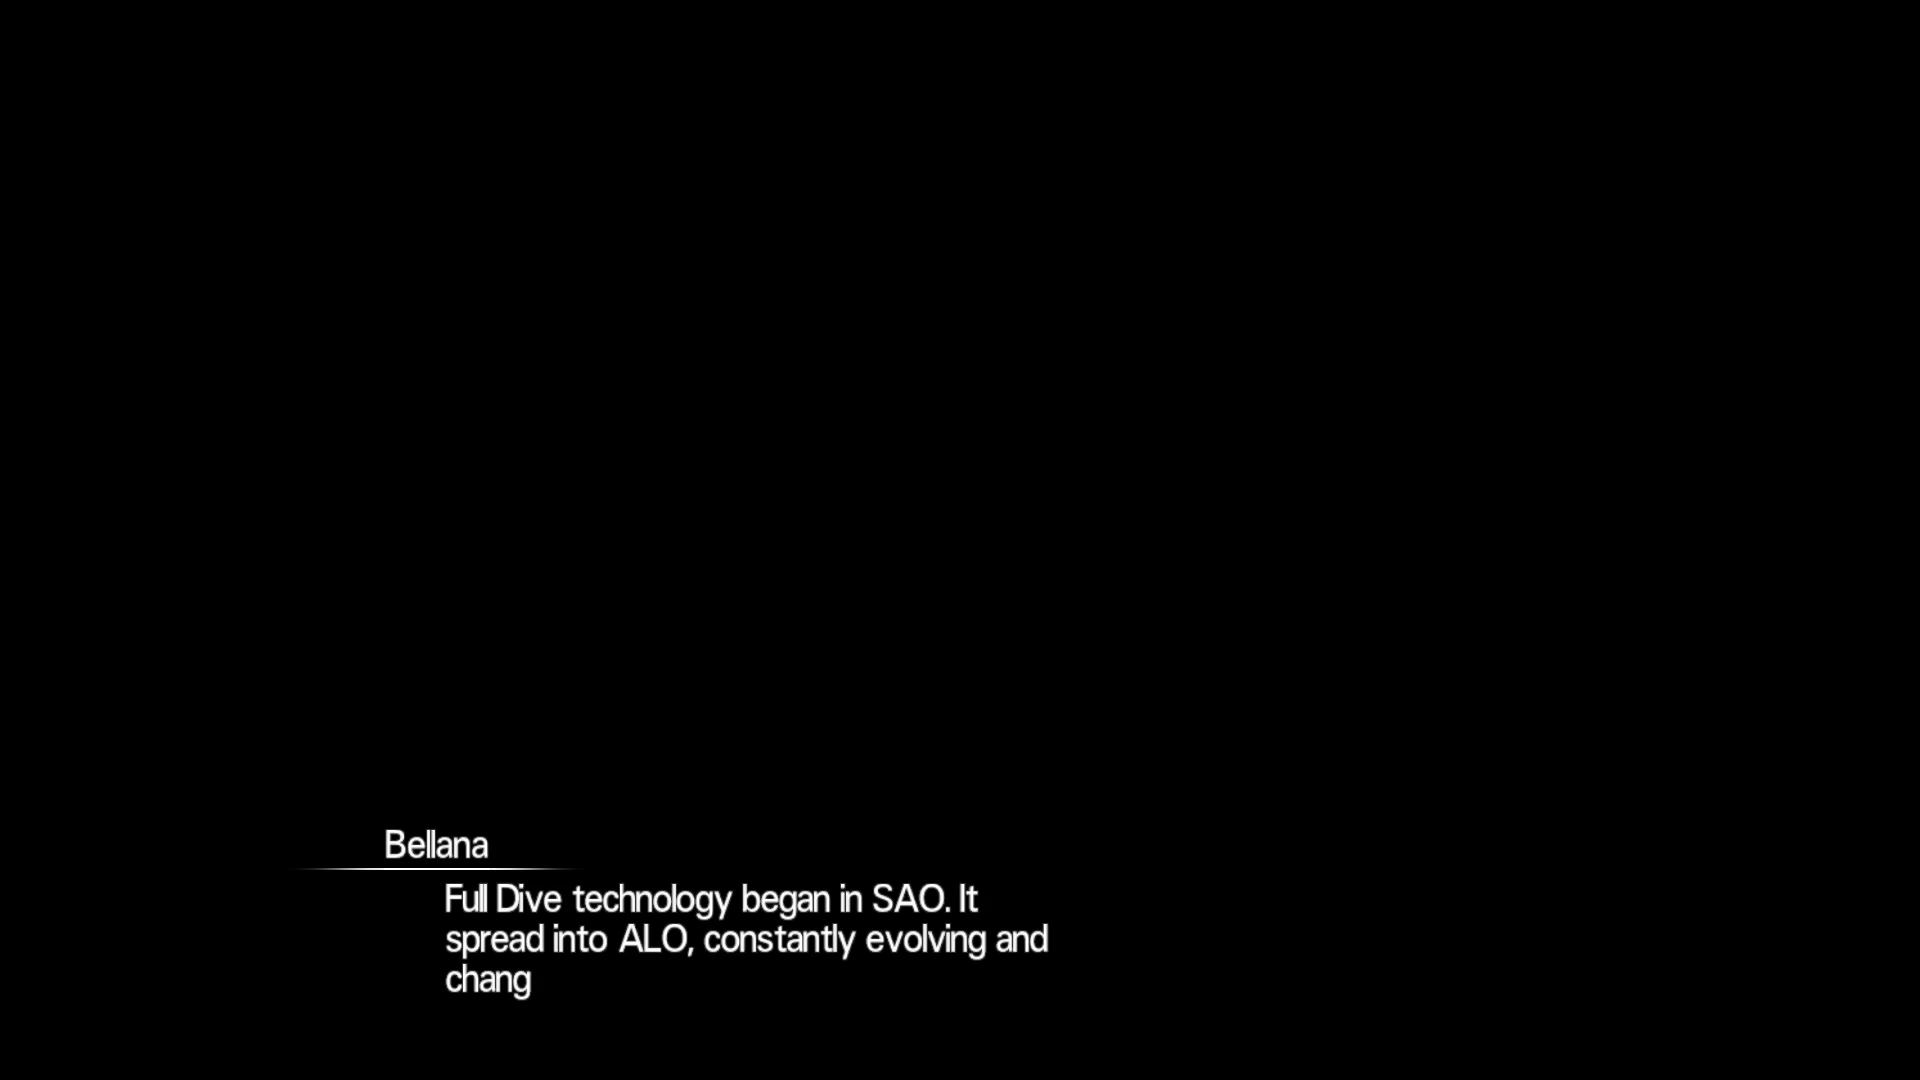 Bellana
Full Dive technology began in SAO. It
spread into ALO, constantly evolving and
chang